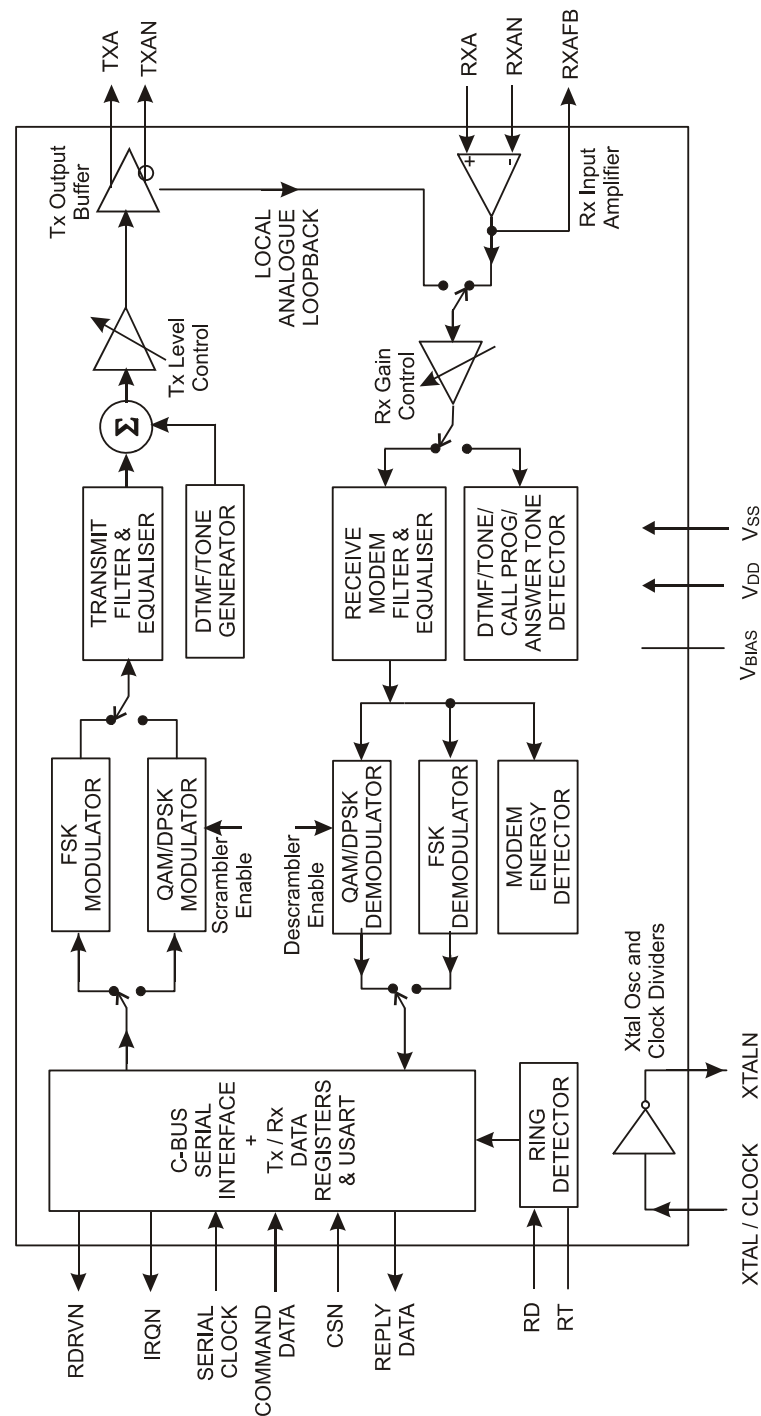 RDRVN
IRQN
SERIAL
CLOCK
COMMAND
DATA
CSN
REPLY
DATA
RD
RT
C-BUS
SERIAL
INTERFACE
+
Tx / Rx
DATA
REGISTERS
& USART
RING
DETECTOR
FSK
MODULATOR
QAM/DPSK
MODULATOR
Scrambler
Enable
Descrambler
Enable
QAM/DPSK
DEMODULATOR
FSK
DEMODULATOR
MODEM
ENERGY
DETECTOR
TRANSMIT
FILTER &
EQUALISER
DTMF/TONE
GENERATOR
Σ
Tx Level
Control
Tx Output
Buffer
TXA
TXAN
LOCAL
ANALOGUE
LOOPBACK
RECEIVE
MODEM
FILTER &
EQUALISER
DTMF/TONE/
CALL PROG/
ANSWER TONE
DETECTOR
Rx Gain
Control
+
-
Rx Input
Amplifier
RXA
RXAN
RXAFB
Xtal Osc and
Clock Dividers
XTAL / CLOCK
XTALN
VBIAS
VDD
VSS